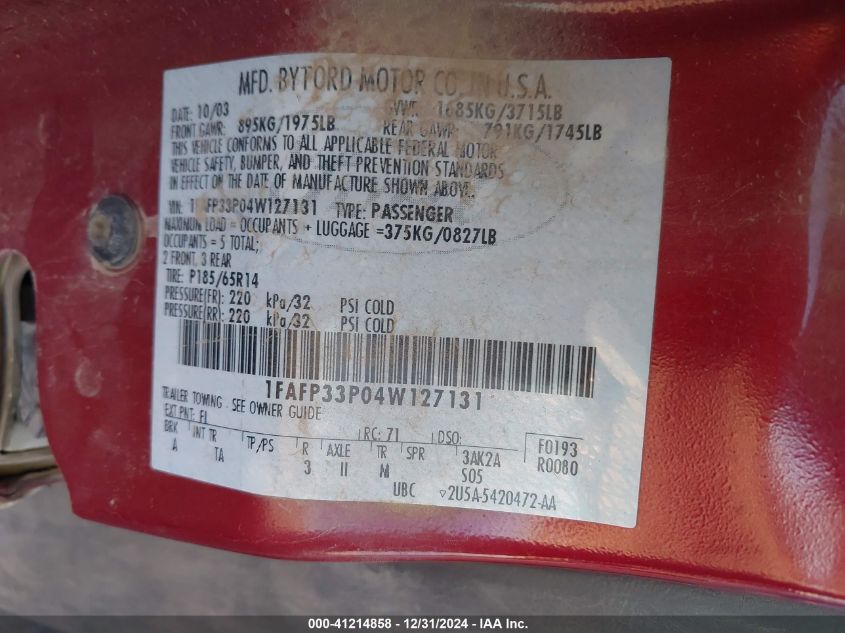 MFD. BY FORD MOTOR CO. IN U.S.A.
DATE: 10/03 GVWR: 1685KG/3715LB
FRONT GAWR: 895KG/1975LB REAR GAWR: 791KG/1745LB
THIS VEHICLE CONFORMS TO ALL APPLICABLE FEDERAL MOTOR
VEHICLE SAFETY, BUMPER, AND THEFT PREVENTION STANDARDS
IN EFFECT ON THE DATE OF MANUFACTURE SHOWN ABOVE.
VIN: 1FAFP33P04W127131 TYPE: PASSENGER
MAXIMUM LOAD = OCCUPANTS + LUGGAGE =375KG/0827LB
OCCUPANTS = 5 TOTAL;
2 FRONT, 3 REAR
TIRE: P185/65R14
PRESSURE(FR): 220 kPa/32 PSI COLD
PRESSURE(RR): 220 kPa/32 PSI COLD
1FAFP33P04W127131
TRAILER TOWING - SEE OWNER GUIDE
EXT PNT: FL RC: 71 DSO: F0193
BRK INT TR TP/PS R AXLE TR SPR 3AK2A R0080
A TA 3 II M S05
UBC ▽2U5A-5420472-AA
000-41214858 - 12/31/2024 - IAA Inc.